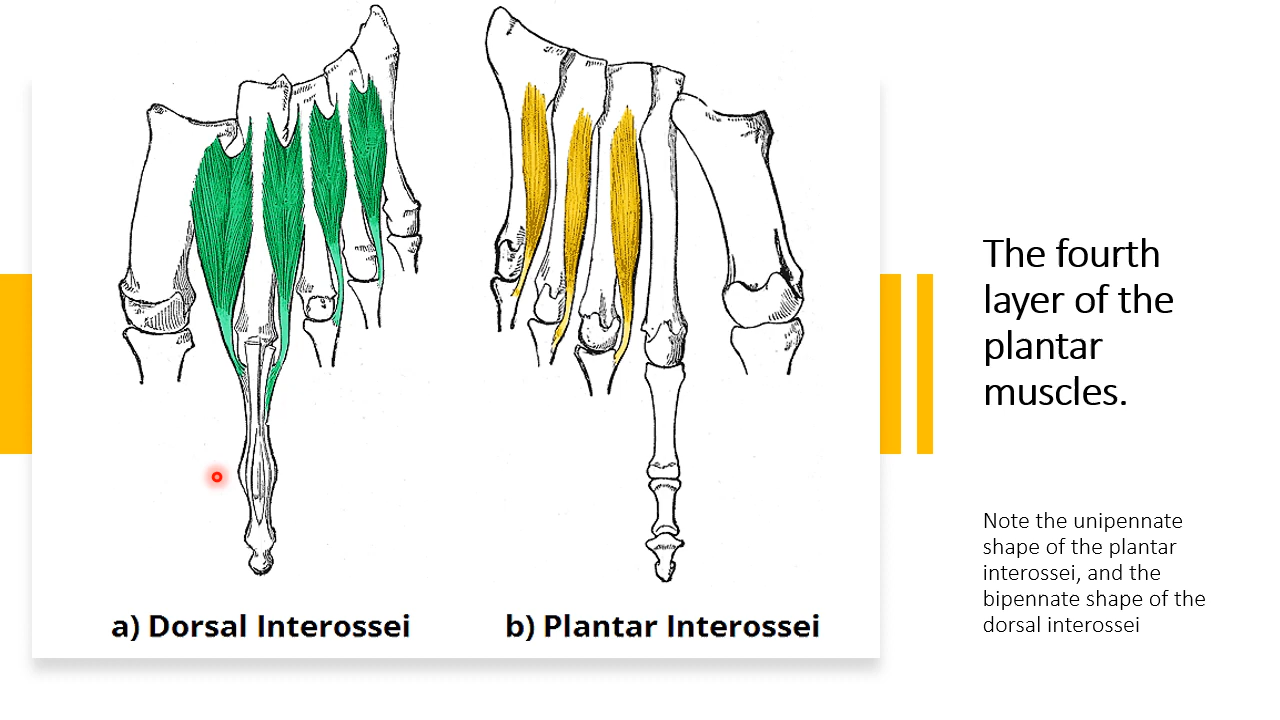 The fourth
layer of the
plantar
muscles.
Note the unipennate
shape of the plantar
interossei, and the
bipennate shape of the
dorsal interossei
a) Dorsal Interossei
b) Plantar Interossei